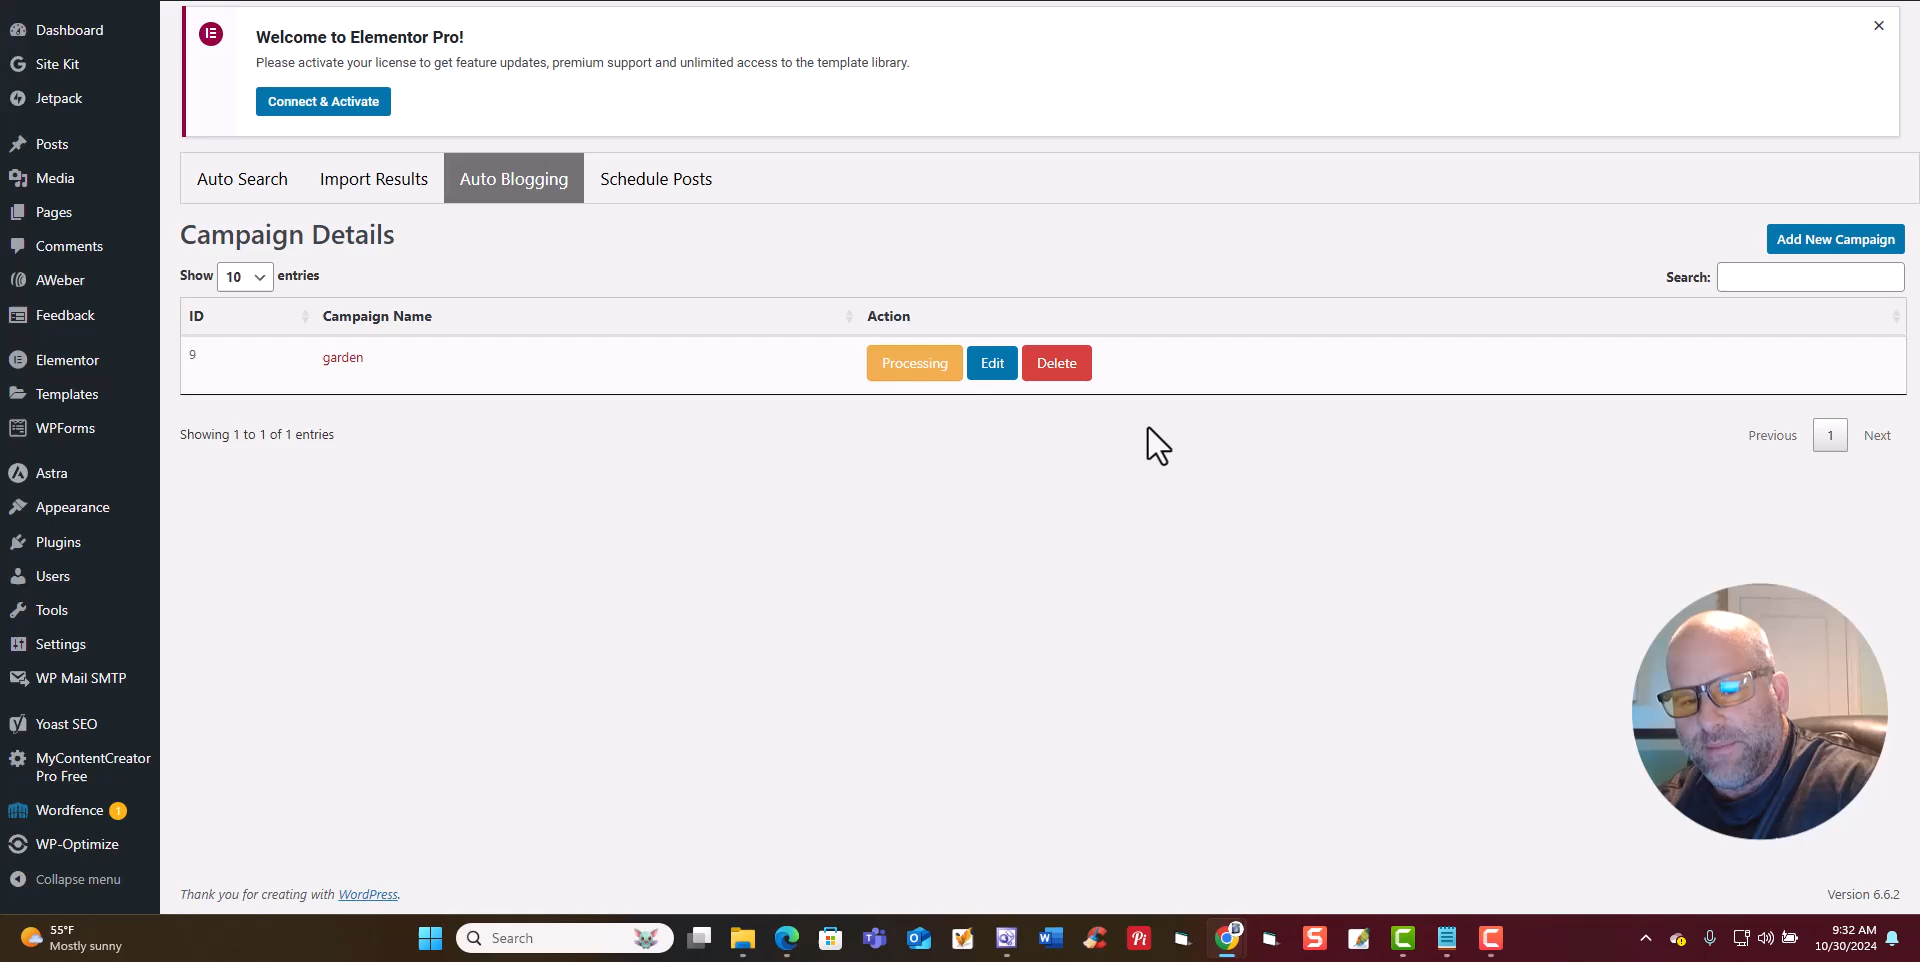 Dashboard
Site Kit
Jetpack
Posts
Media
Pages
Comments
AWeber
Feedback
Elementor
Templates
WPForms
Astra
Appearance
Plugins
Users
Tools
Settings
WP Mail SMTP
Yoast SEO
MyContentCreator
Pro Free
Wordfence 1
WP-Optimize
Collapse menu
Welcome to Elementor Pro!
Please activate your license to get feature updates, premium support and unlimited access to the template library.
Connect & Activate
Auto Search Import Results Auto Blogging Schedule Posts
Campaign Details
Add New Campaign
Show 10 entries
Search:
ID Campaign Name Action
9 garden Processing Edit Delete
Showing 1 to 1 of 1 entries
Previous 1 Next
Thank you for creating with WordPress.
Version 6.6.2
55°F
Mostly sunny
Search
9:32 AM
10/30/2024